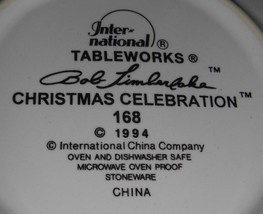 Inter-
national®
TABLEWORKS®
Bob Timberlake™
CHRISTMAS CELEBRATION™
168
© 1994
© International China Company
OVEN AND DISHWASHER SAFE
MICROWAVE OVEN PROOF
STONEWARE
CHINA